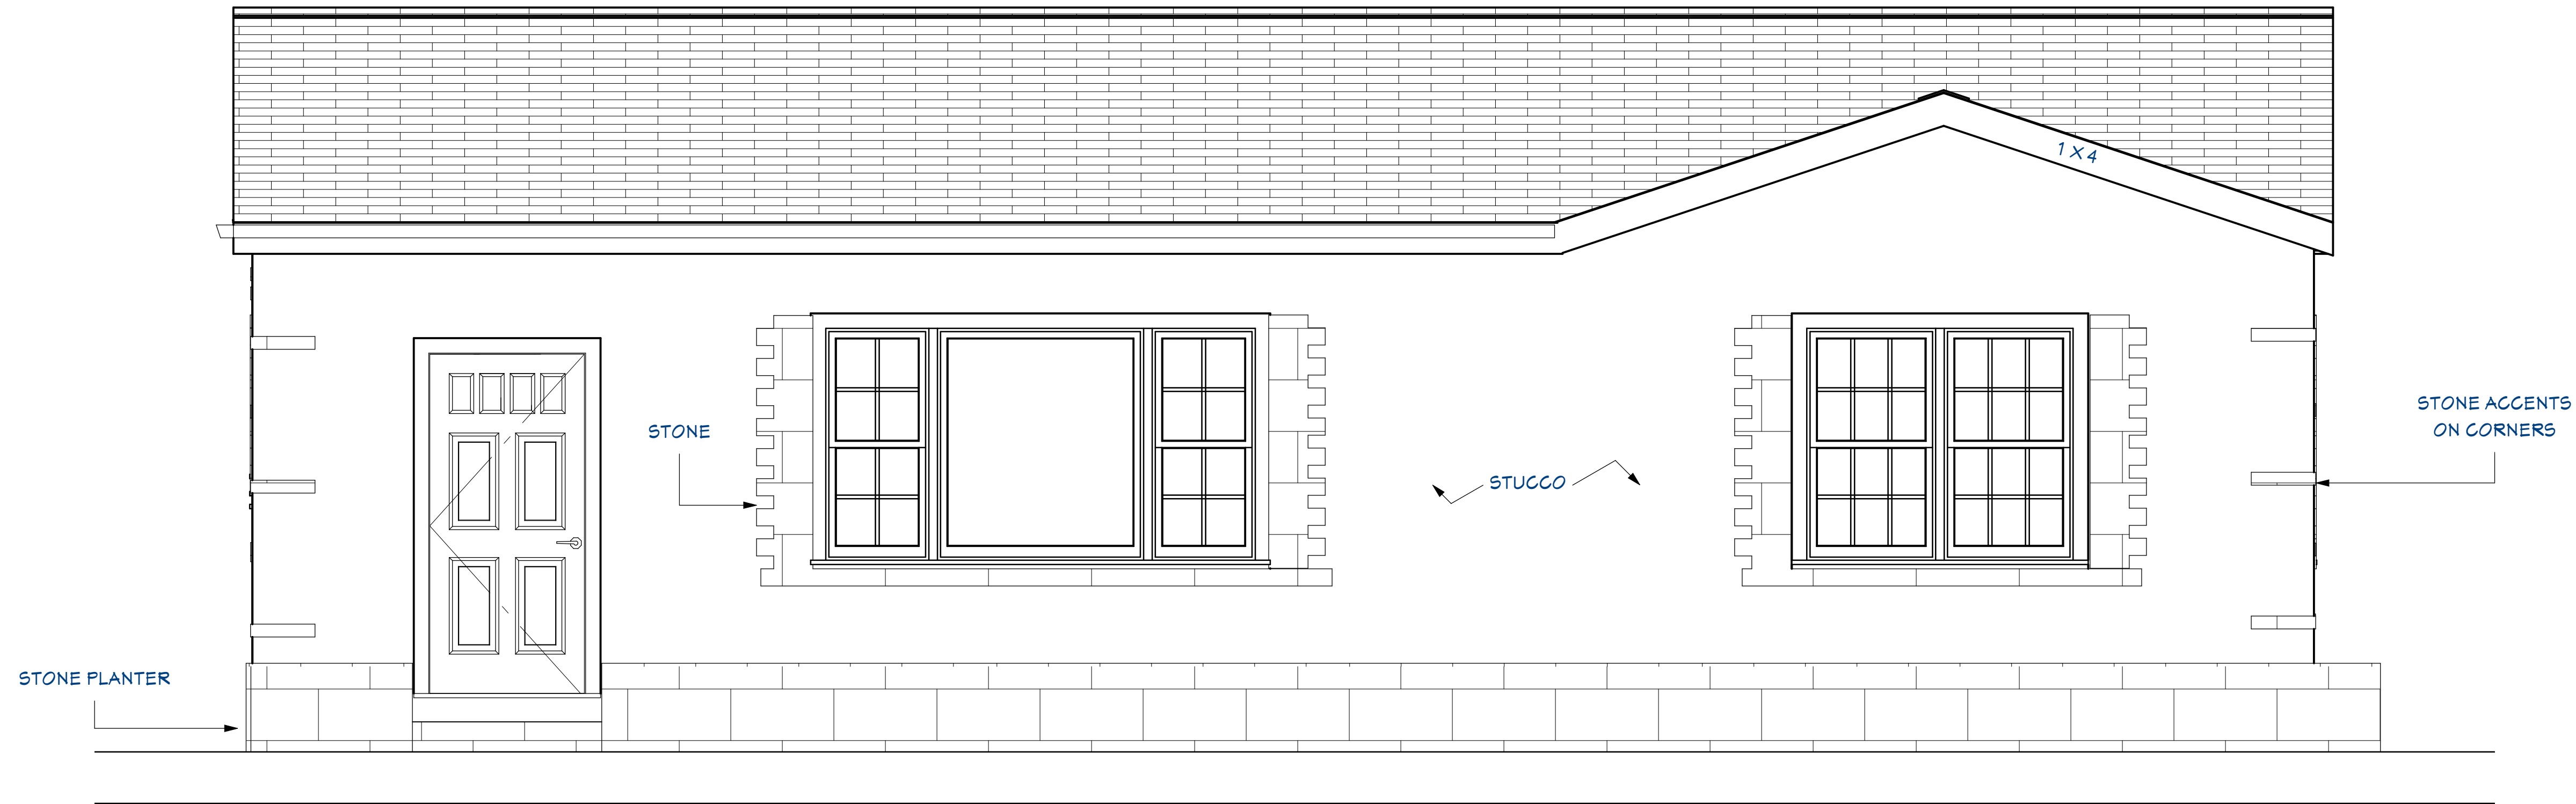 1 X 4
STONE ACCENTS
ON CORNERS
STONE
STUCCO
STONE PLANTER